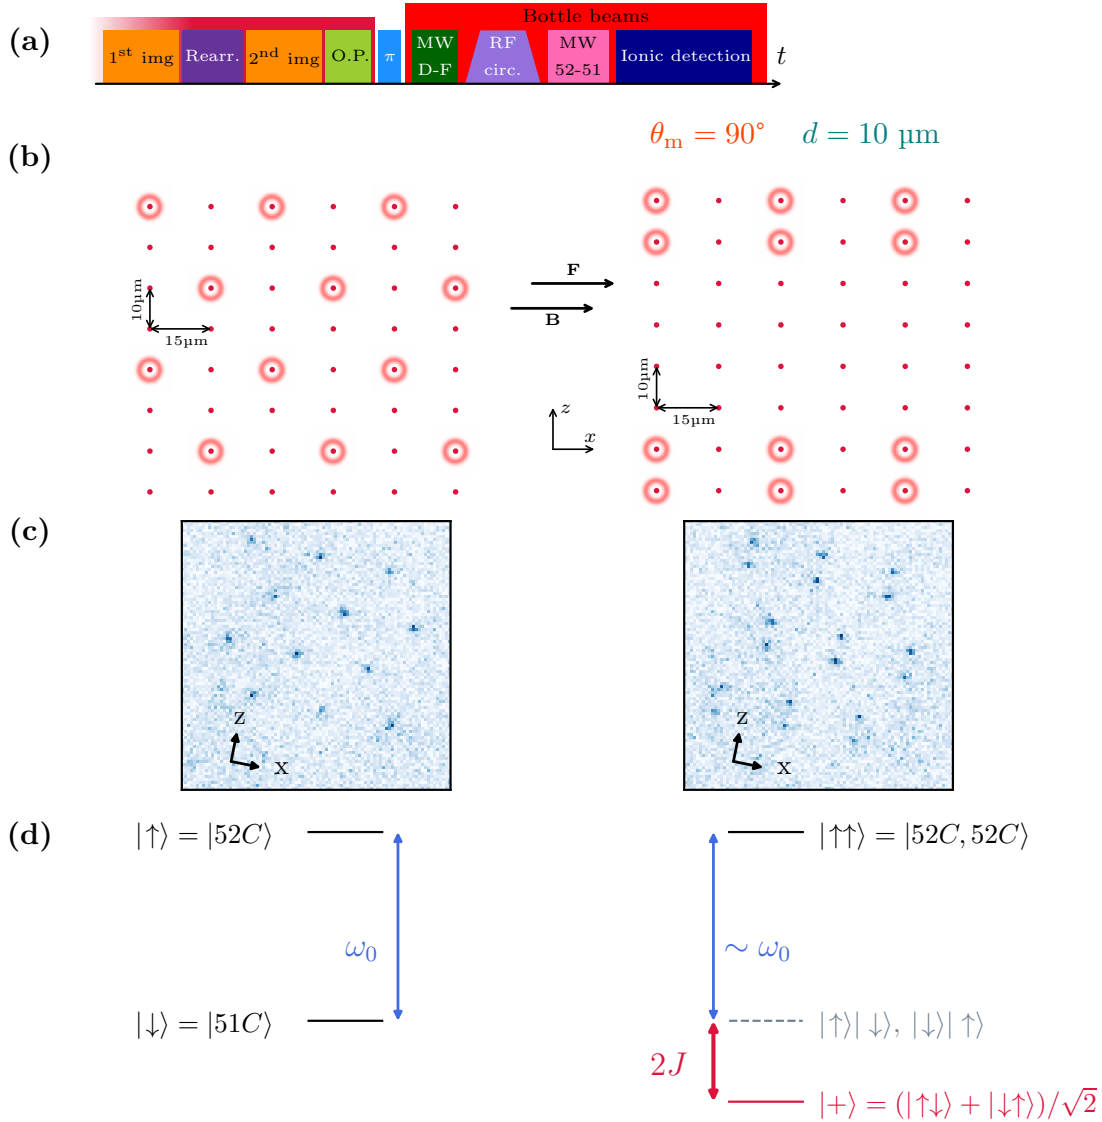 (a)
Bottle beams
1st img
Rearr.
2nd img
O.P.
π
MW
D-F
RF
circ.
MW
52-51
Ionic detection
t
θm = 90° d = 10 µm
(b)
10µm
15µm
F
B
z
x
10µm
15µm
(c)
z
x
z
x
(d)
|↑⟩ = |52C⟩
ω0
|↓⟩ = |51C⟩
|↑↑⟩ = |52C, 52C⟩
~ ω0
|↑⟩| ↓⟩, |↓⟩| ↑⟩
2J
|+⟩ = (|↑↓⟩ + |↓↑⟩)/√2